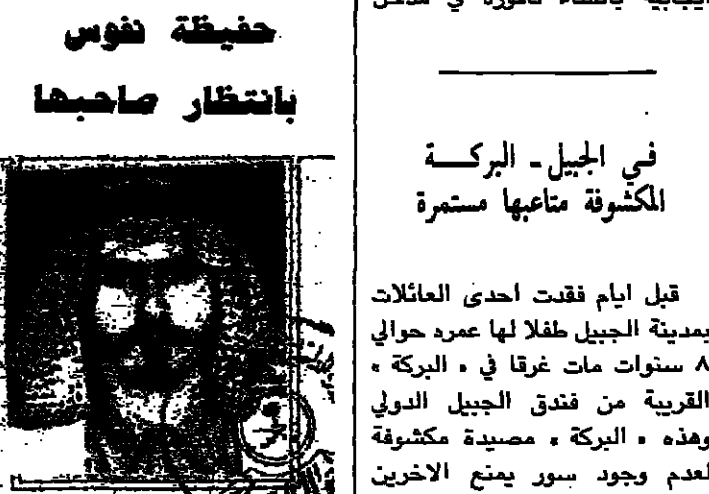 حفيظة نفوس
بانتظار صاحبها
في الجبيل ـ البركة
المكشوفة متاعبها مستمرة
قبل ايام فقدت احدى العائلات
بمدينة الجبيل طفلا لها عمره حوالي
٨ سنوات مات غرقا في « البركة »
القريبة من فندق الجبيل الدولي
وهذه « البركة » مصيدة مكشوفة
لعدم وجود سور يمنع الاخرين